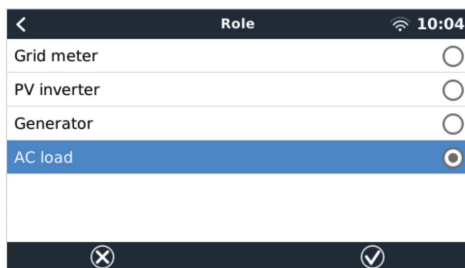 Role
10:04
Grid meter
PV inverter
Generator
AC load